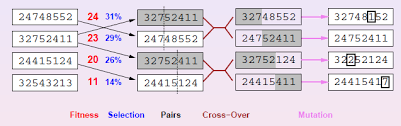 24748552 24 31% 32752411 32748552 32748152
32752411 23 29% 24748552 24752411 24752411
24415124 20 26% 32752411 32752124 32252124
32543213 11 14% 24415124 24415411 24415417
Fitness Selection Pairs Cross-Over Mutation